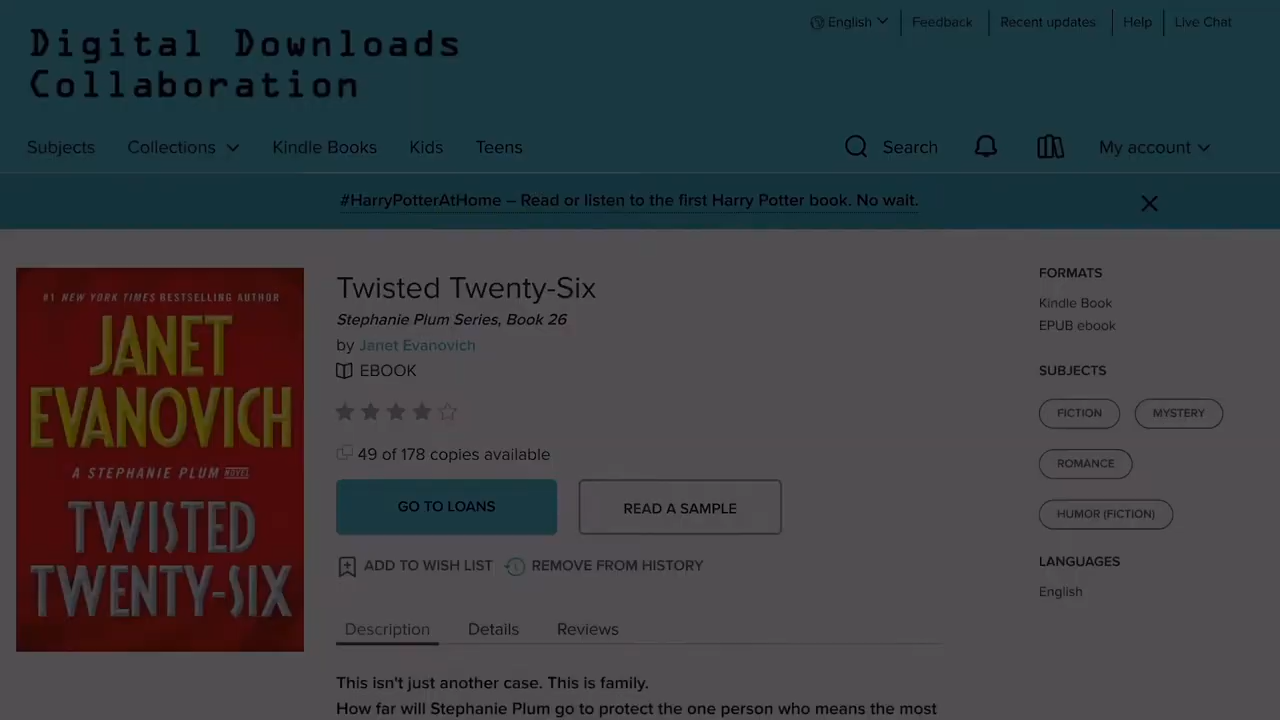 English
Feedback
Recent updates
Help
Live Chat
Digital Downloads
Collaboration
Subjects
Collections
Kindle Books
Kids
Teens
Search
My account
#HarryPotterAtHome – Read or listen to the first Harry Potter book. No wait.
#1 NEW YORK TIMES BESTSELLING AUTHOR
JANET
EVANOVICH
A STEPHANIE PLUM NOVEL
TWISTED
TWENTY-SIX
Twisted Twenty-Six
Stephanie Plum Series, Book 26
by Janet Evanovich
EBOOK
49 of 178 copies available
GO TO LOANS
READ A SAMPLE
ADD TO WISH LIST
REMOVE FROM HISTORY
Description
Details
Reviews
This isn't just another case. This is family.
How far will Stephanie Plum go to protect the one person who means the most
FORMATS
Kindle Book
EPUB ebook
SUBJECTS
FICTION
MYSTERY
ROMANCE
HUMOR (FICTION)
LANGUAGES
English